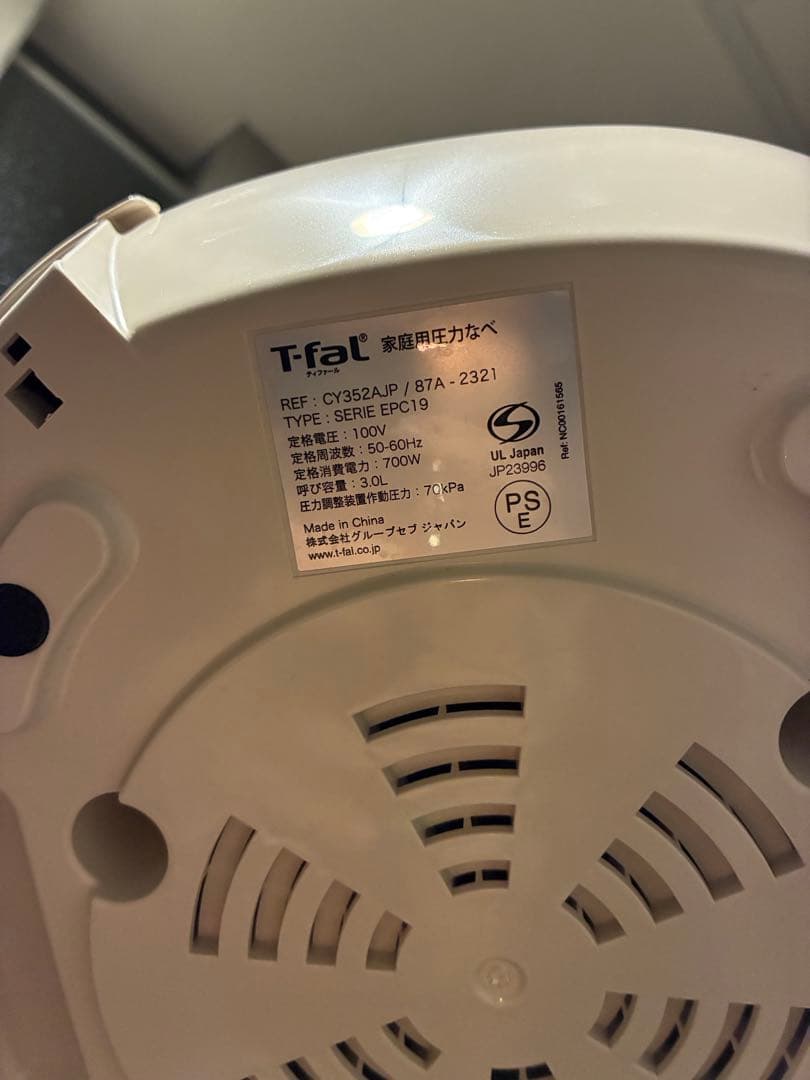 T-fal® 家庭用圧力なべ
ティファール
REF : CY352AJP / 87A - 2321
TYPE : SERIE EPC19
定格電圧 : 100V
定格周波数 : 50-60Hz
定格消費電力 : 700W
呼び容量 : 3.0L
圧力調整装置作動圧力 : 70kPa
Made in China
株式会社グループセブ ジャパン
www.t-fal.co.jp
S
UL Japan
JP23996
PS
E
Ref: NC00161565